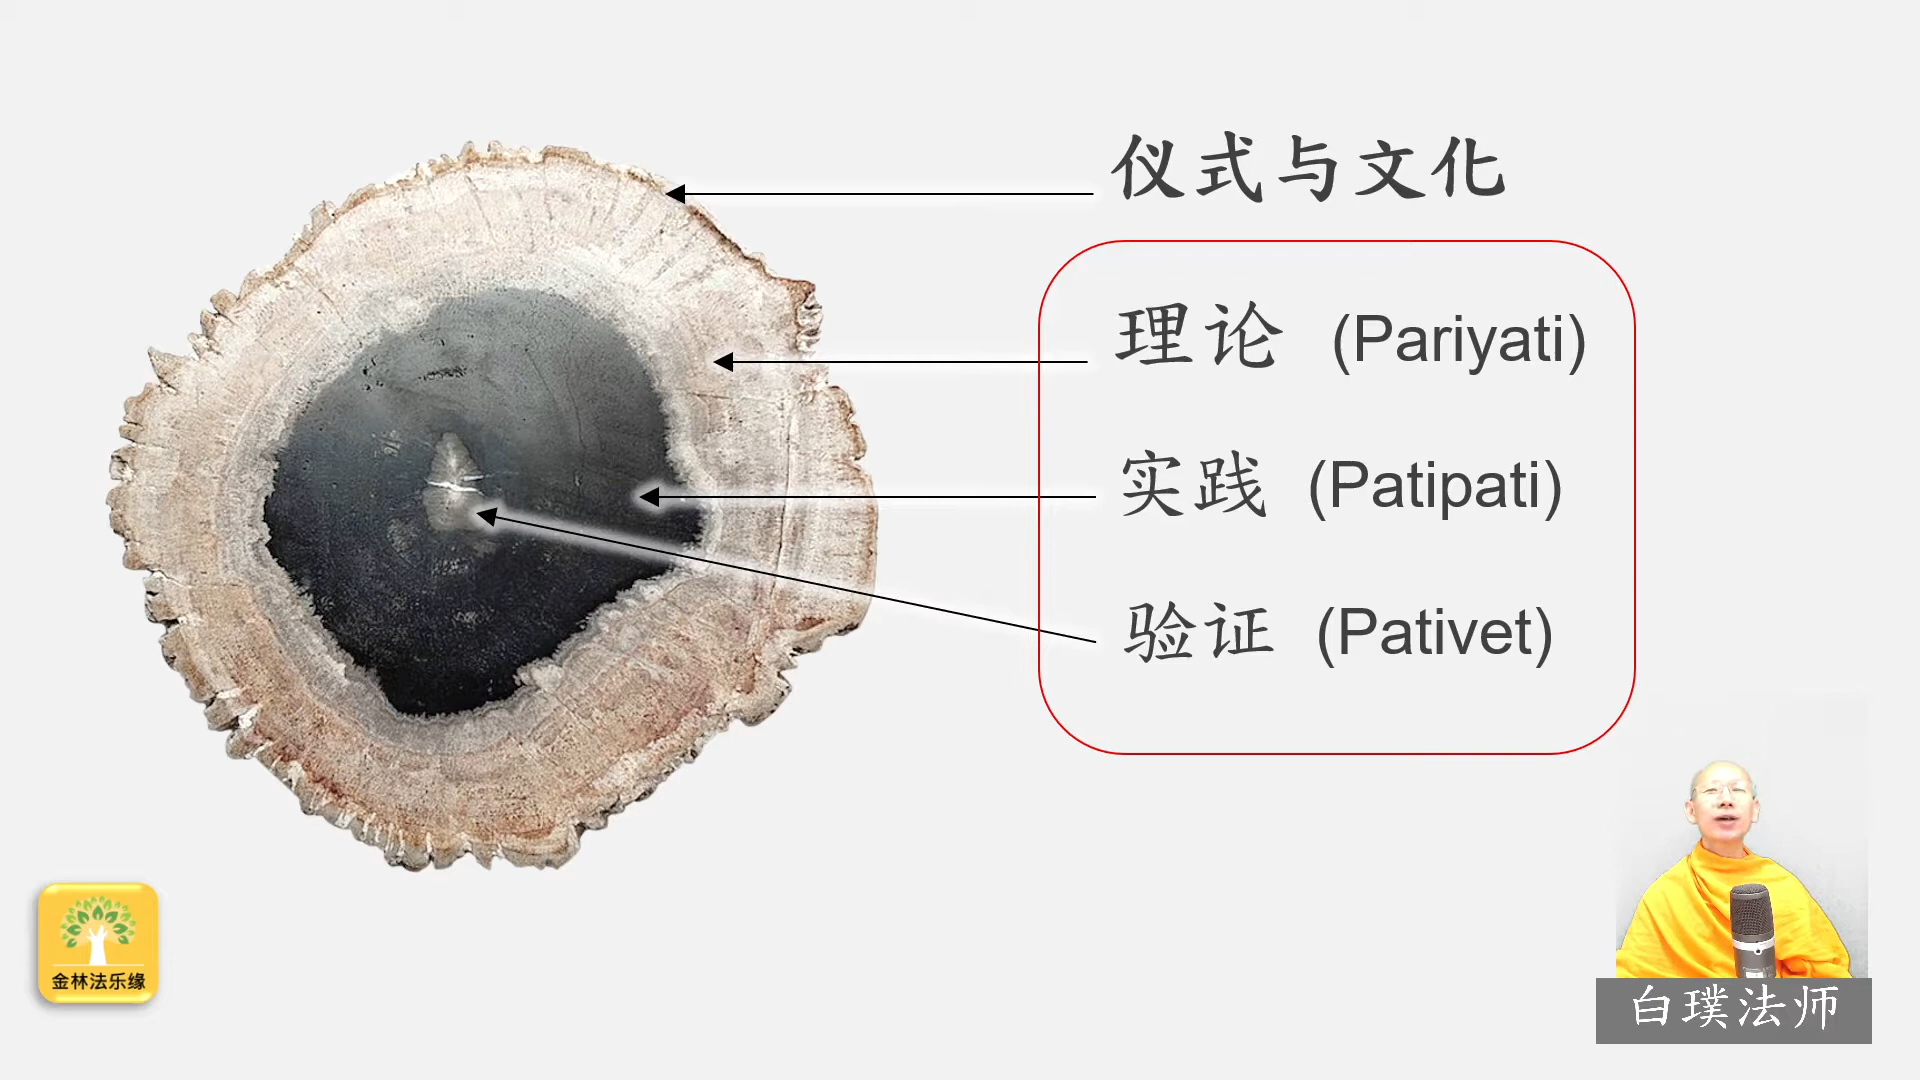 仪式与文化
理论 (Pariyati)
实践 (Patipati)
验证 (Pativet)
金林法乐缘
白璞法师